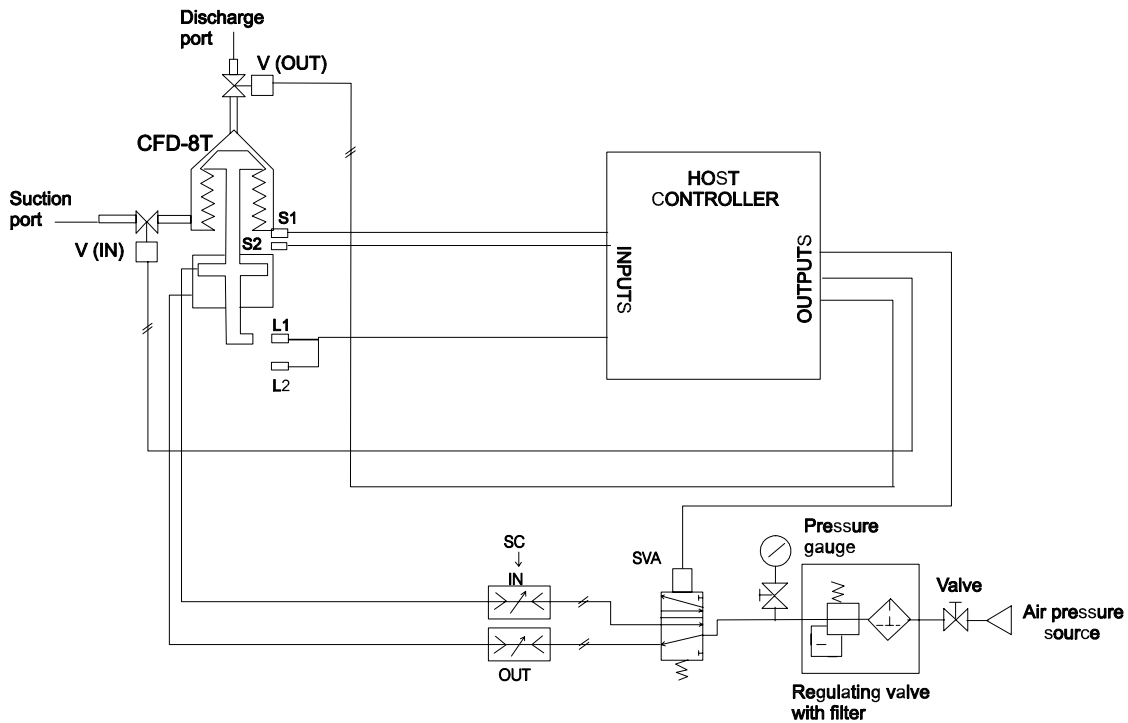 Discharge
port
V (OUT)
CFD-8T
Suction
port
V (IN)
S1
S2
L1
L2
HOST
CONTROLLER
INPUTS
OUTPUTS
SC
IN
OUT
SVA
Pressure
gauge
Valve
Air pressure
source
Regulating valve
with filter